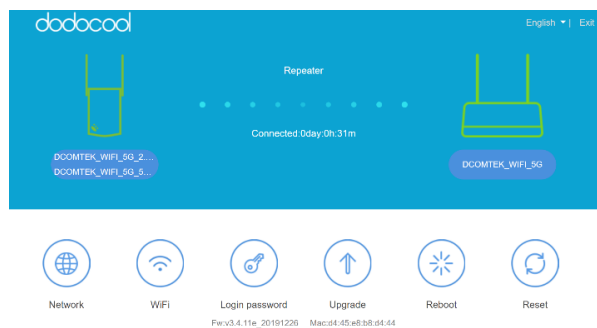 dodocool
English ▾ | Exit
Repeater
Connected:0day:0h:31m
DCOMTEK_WIFI_5G_2....
DCOMTEK_WIFI_5G_5...
DCOMTEK_WIFI_5G
Network
WiFi
Login password
Upgrade
Reboot
Reset
Fw:v3.4.11e_20191226 Mac:d4:45:e8:b8:d4:44